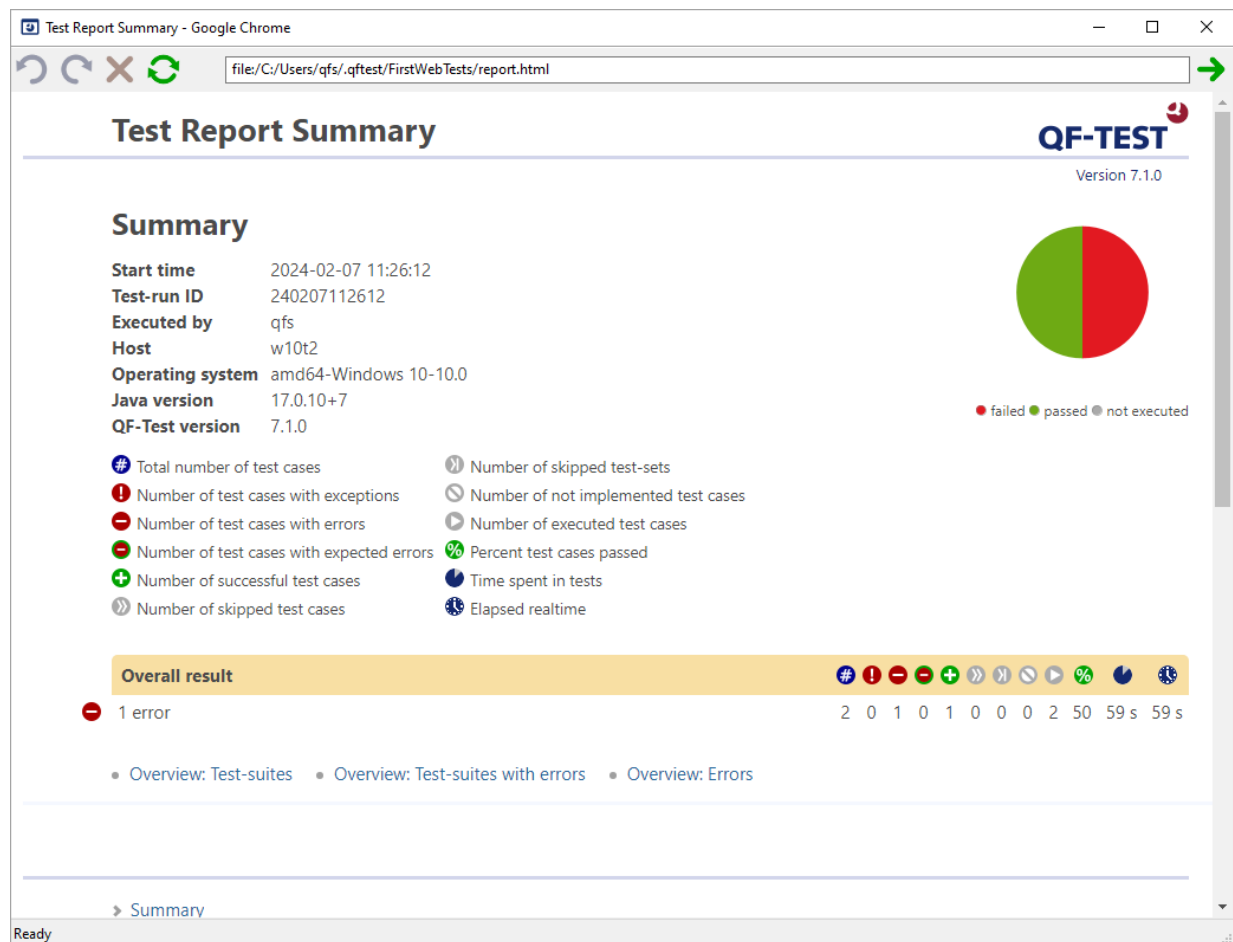 Test Report Summary - Google Chrome
file:/C:/Users/qfs/.qftest/FirstWebTests/report.html
Test Report Summary
QF-TEST
Version 7.1.0
Summary
Start time 2024-02-07 11:26:12
Test-run ID 240207112612
Executed by qfs
Host w10t2
Operating system amd64-Windows 10-10.0
Java version 17.0.10+7
QF-Test version 7.1.0
failed passed not executed
# Total number of test cases Number of skipped test-sets
! Number of test cases with exceptions Number of not implemented test cases
Number of test cases with errors Number of executed test cases
Number of test cases with expected errors % Percent test cases passed
Number of successful test cases Time spent in tests
Number of skipped test cases Elapsed realtime
Overall result # ! %
1 error 2 0 1 0 1 0 0 0 2 50 59 s 59 s
Overview: Test-suites Overview: Test-suites with errors Overview: Errors
Summary
Ready